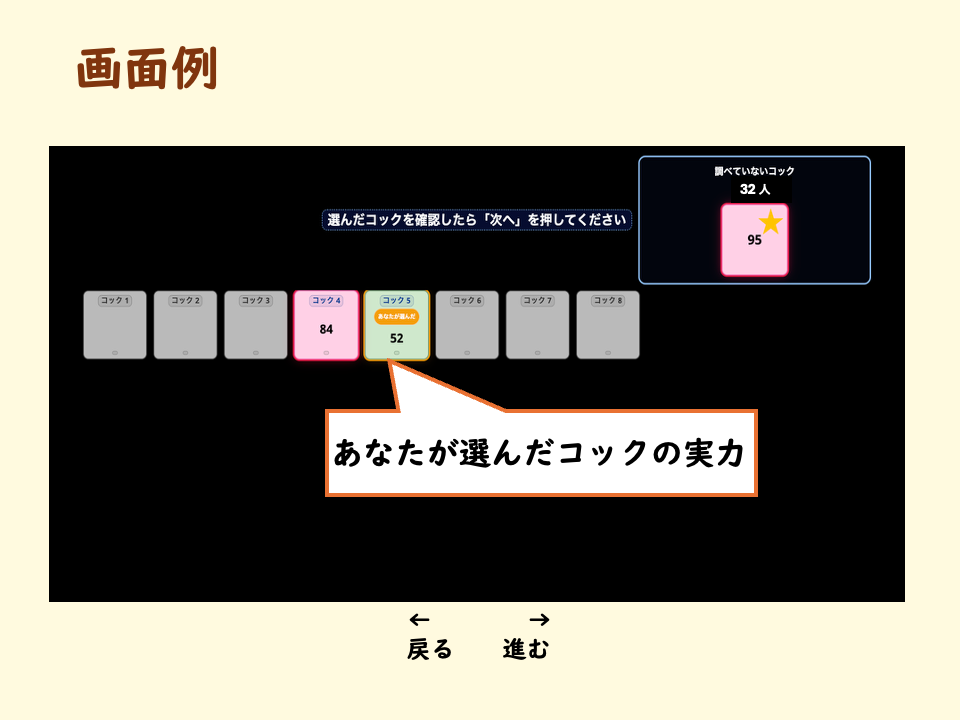 画面例
調べていないコック
32 人
95
選んだコックを確認したら「次へ」を押してください
コック 1
コック 2
コック 3
コック 4
84
コック 5
あなたが選んだ
52
コック 6
コック 7
コック 8
あなたが選んだコックの実力
← →
戻る 進む